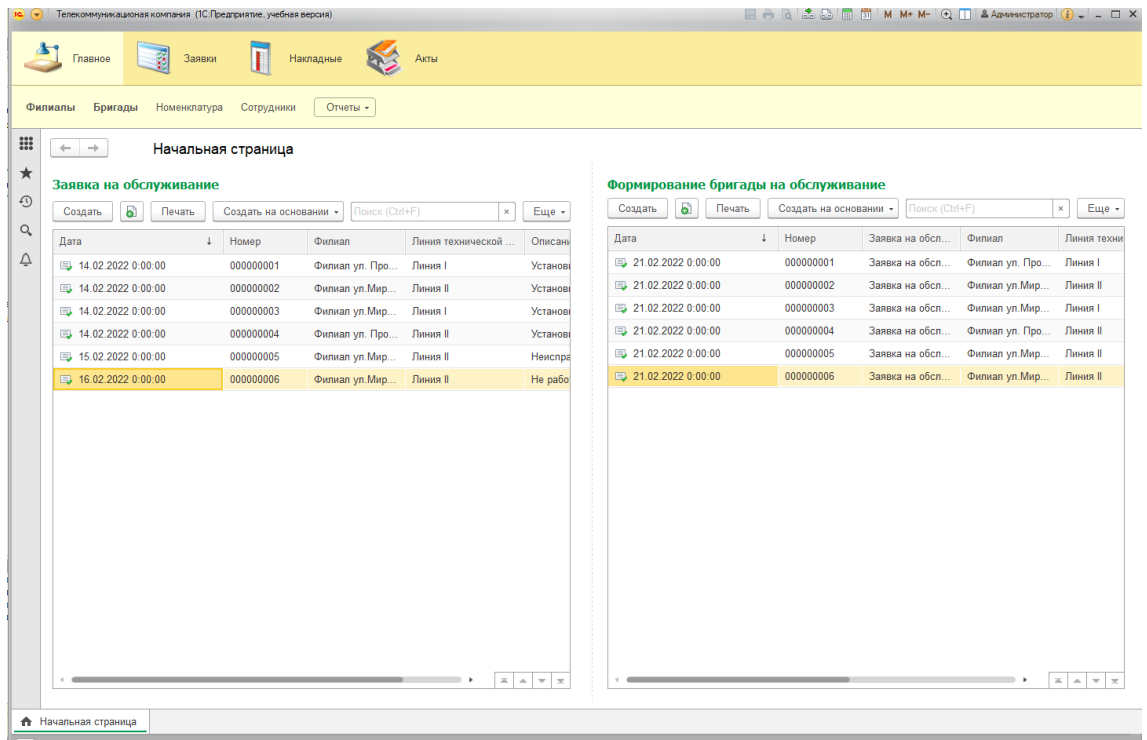 Телекоммуникационая компания (1С:Предприятие, учебная версия) M M+ M- Администратор
Главное Заявки Накладные Акты
Филиалы Бригады Номенклатура Сотрудники Отчеты
Начальная страница
Заявка на обслуживание
Создать Печать Создать на основании Поиск (Ctrl+F) × Еще
Дата ↓ Номер Филиал Линия технической ... Описани
14.02.2022 0:00:00 000000001 Филиал ул. Про... Линия I Установ
14.02.2022 0:00:00 000000002 Филиал ул.Мир... Линия II Установ
14.02.2022 0:00:00 000000003 Филиал ул.Мир... Линия I Установ
14.02.2022 0:00:00 000000004 Филиал ул. Про... Линия II Установ
15.02.2022 0:00:00 000000005 Филиал ул.Мир... Линия II Неиспра
16.02.2022 0:00:00 000000006 Филиал ул.Мир... Линия II Не рабо
Формирование бригады на обслуживание
Создать Печать Создать на основании Поиск (Ctrl+F) × Еще
Дата ↓ Номер Заявка на обсл... Филиал Линия техни
21.02.2022 0:00:00 000000001 Заявка на обсл... Филиал ул. Про... Линия I
21.02.2022 0:00:00 000000002 Заявка на обсл... Филиал ул.Мир... Линия II
21.02.2022 0:00:00 000000003 Заявка на обсл... Филиал ул.Мир... Линия I
21.02.2022 0:00:00 000000004 Заявка на обсл... Филиал ул. Про... Линия II
21.02.2022 0:00:00 000000005 Заявка на обсл... Филиал ул.Мир... Линия II
21.02.2022 0:00:00 000000006 Заявка на обсл... Филиал ул.Мир... Линия II
Начальная страница